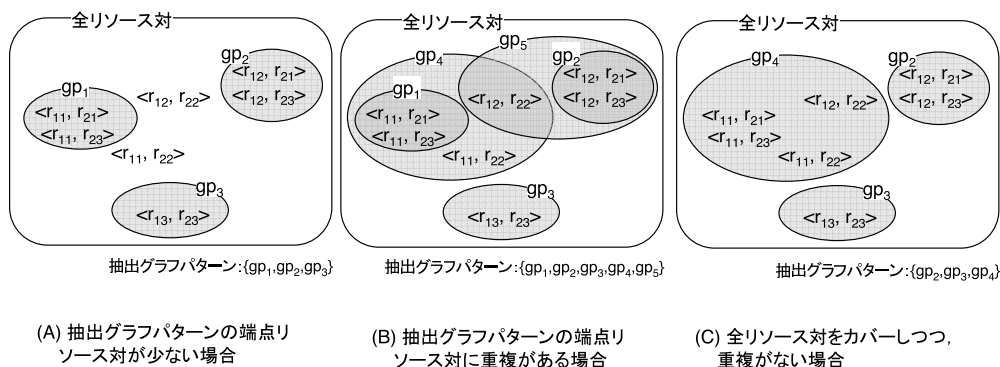 全リソース対
gp₂
<r₁₂, r₂₁>
<r₁₂, r₂₃>
gp₁
<r₁₂, r₂₂>
<r₁₁, r₂₁>
<r₁₁, r₂₃>
<r₁₁, r₂₂>
gp₃
<r₁₃, r₂₃>
抽出グラフパターン:{gp₁,gp₂,gp₃}
(A) 抽出グラフパターンの端点リ
ソース対が少ない場合
全リソース対
gp₅
gp₄
gp₂
<r₁₂, r₂₁>
<r₁₂, r₂₃>
gp₁
<r₁₂, r₂₂>
<r₁₁, r₂₁>
<r₁₁, r₂₃>
<r₁₁, r₂₂>
gp₃
<r₁₃, r₂₃>
抽出グラフパターン:{gp₁,gp₂,gp₃,gp₄,gp₅}
(B) 抽出グラフパターンの端点リ
ソース対に重複がある場合
全リソース対
gp₄
gp₂
<r₁₂, r₂₁>
<r₁₂, r₂₃>
<r₁₂, r₂₂>
<r₁₁, r₂₁>
<r₁₁, r₂₃>
<r₁₁, r₂₂>
gp₃
<r₁₃, r₂₃>
抽出グラフパターン:{gp₂,gp₃,gp₄}
(C) 全リソース対をカバーしつつ,
重複がない場合